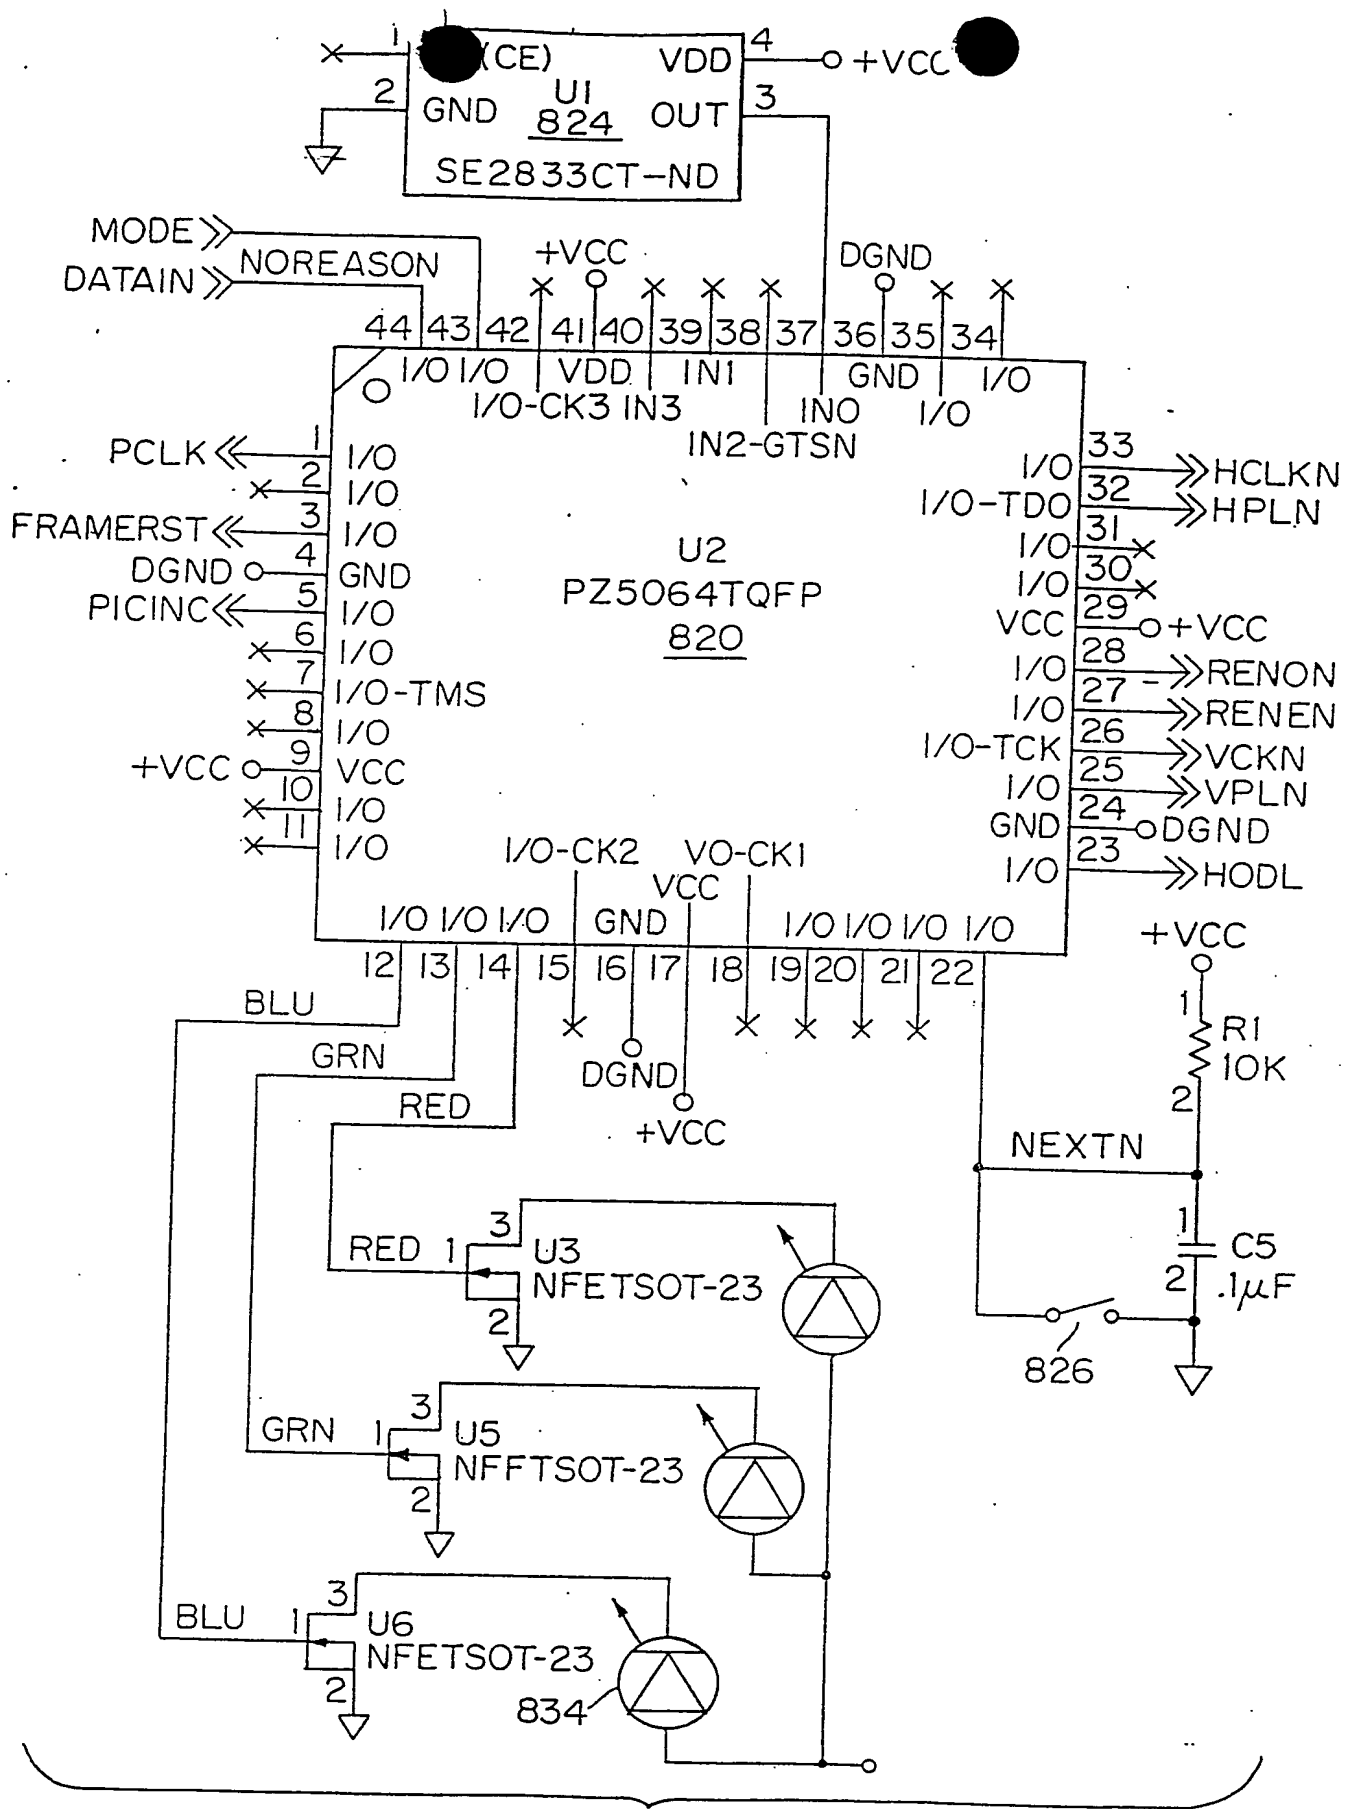 1 (CE) VDD 4 +VCC
2 GND U1 OUT 3
824
SE2833CT-ND
MODE
DATAIN NOREASON
+VCC DGND
44 43 42 41 40 39 38 37 36 35 34
I/O I/O VDD IN1 GND I/O
I/O-CK3 IN3 IN0 I/O
IN2-GTSN
PCLK 1 I/O
2 I/O
FRAMERST 3 I/O
DGND 4 GND
PICINC 5 I/O
6 I/O
7 I/O-TMS
8 I/O
+VCC 9 VCC
10 I/O
11 I/O
U2
PZ5064TQFP
820
I/O 33 HCLKN
I/O-TDO 32 HPLN
I/O 31
I/O 30
VCC 29 +VCC
I/O 28 RENON
I/O 27 RENEN
I/O-TCK 26 VCKN
I/O 25 VPLN
GND 24 DGND
I/O 23 HODL
I/O-CK2 VO-CK1
VCC
I/O I/O I/O GND I/O I/O I/O I/O
12 13 14 15 16 17 18 19 20 21 22
BLU
GRN
RED
DGND
+VCC
+VCC
1
R1
10K
2
NEXTN
1
C5
2
.1μF
826
RED 1 3 U3
NFETSOT-23
2
GRN 1 3 U5
NFFTSOT-23
2
BLU 1 3 U6
NFETSOT-23
2
834